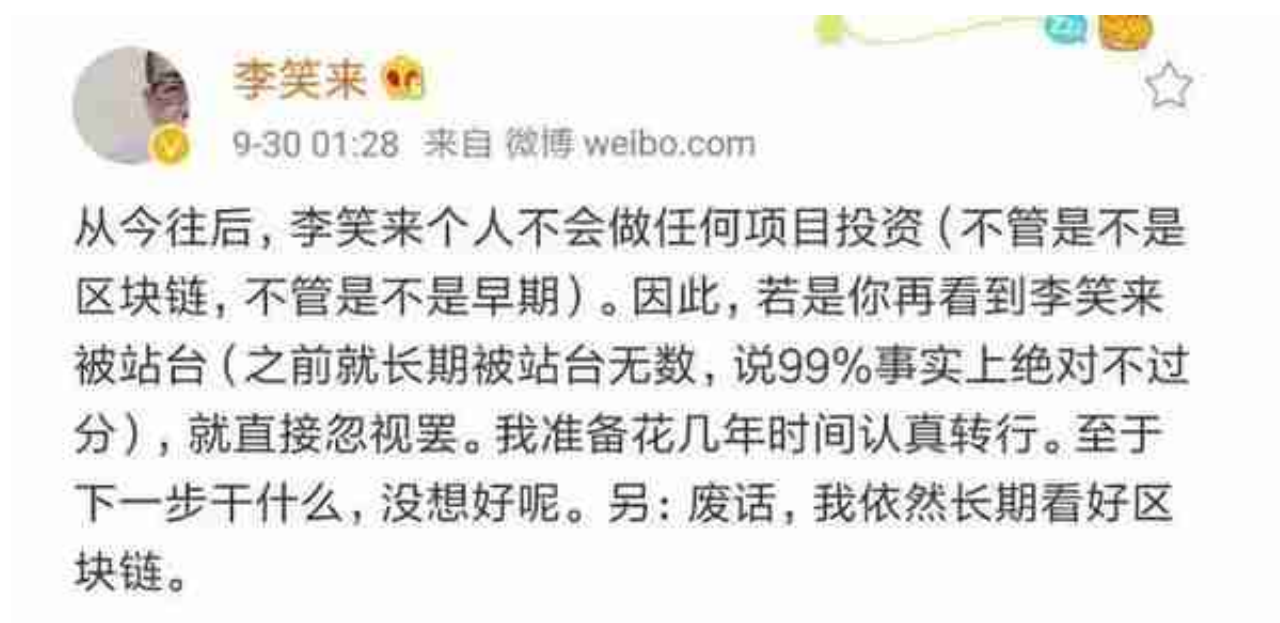 李笑来
9-30 01:28 来自 微博 weibo.com
从今往后，李笑来个人不会做任何项目投资（不管是不是
区块链，不管是不是早期）。因此，若是你再看到李笑来
被站台（之前就长期被站台无数，说99%事实上绝对不过
分），就直接忽视罢。我准备花几年时间认真转行。至于
下一步干什么，没想好呢。另：废话，我依然长期看好区
块链。